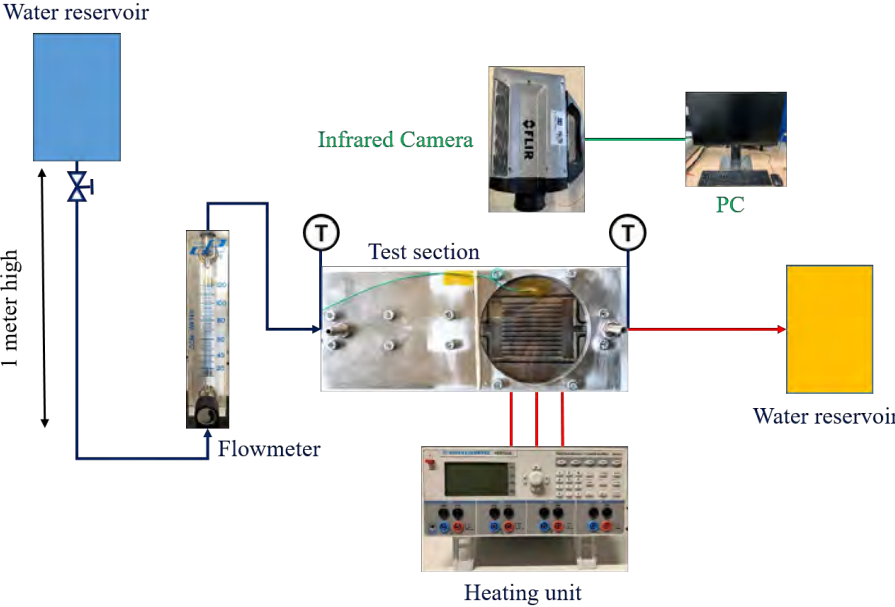 Water reservoir
Infrared Camera
FLIR
PC
T
T
Test section
1 meter high
Water reservoir
Flowmeter
Heating unit